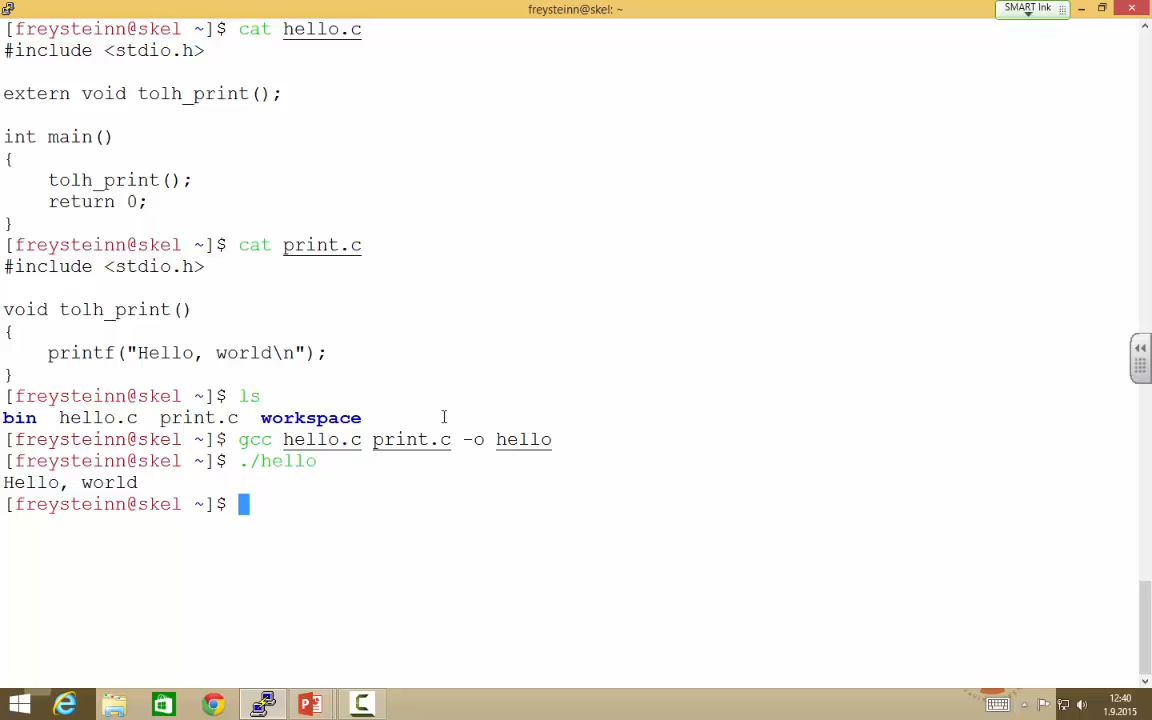 freysteinn@skel: ~
SMART Ink
[freysteinn@skel ~]$ cat hello.c
#include <stdio.h>
extern void tolh_print();
int main()
{
    tolh_print();
    return 0;
}
[freysteinn@skel ~]$ cat print.c
#include <stdio.h>
void tolh_print()
{
    printf("Hello, world\n");
}
[freysteinn@skel ~]$ ls
bin  hello.c  print.c  workspace
[freysteinn@skel ~]$ gcc hello.c print.c -o hello
[freysteinn@skel ~]$ ./hello
Hello, world
[freysteinn@skel ~]$
12:40
1.9.2015